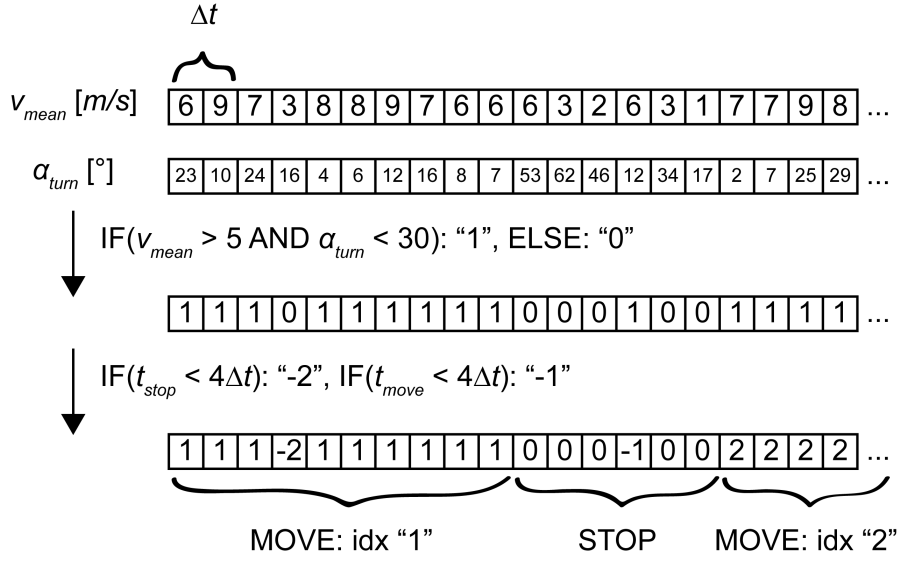 Δt
v_mean [m/s] 6 9 7 3 8 8 9 7 6 6 6 3 2 6 3 1 7 7 9 8 ...
α_turn [°] 23 10 24 16 4 6 12 16 8 7 53 62 46 12 34 17 2 7 25 29 ...
IF(v_mean > 5 AND α_turn < 30): “1”, ELSE: “0”
1 1 1 0 1 1 1 1 1 1 0 0 0 1 0 0 1 1 1 1 ...
IF(t_stop < 4Δt): “-2”, IF(t_move < 4Δt): “-1”
1 1 1 -2 1 1 1 1 1 1 0 0 0 -1 0 0 2 2 2 2 ...
MOVE: idx “1” STOP MOVE: idx “2”